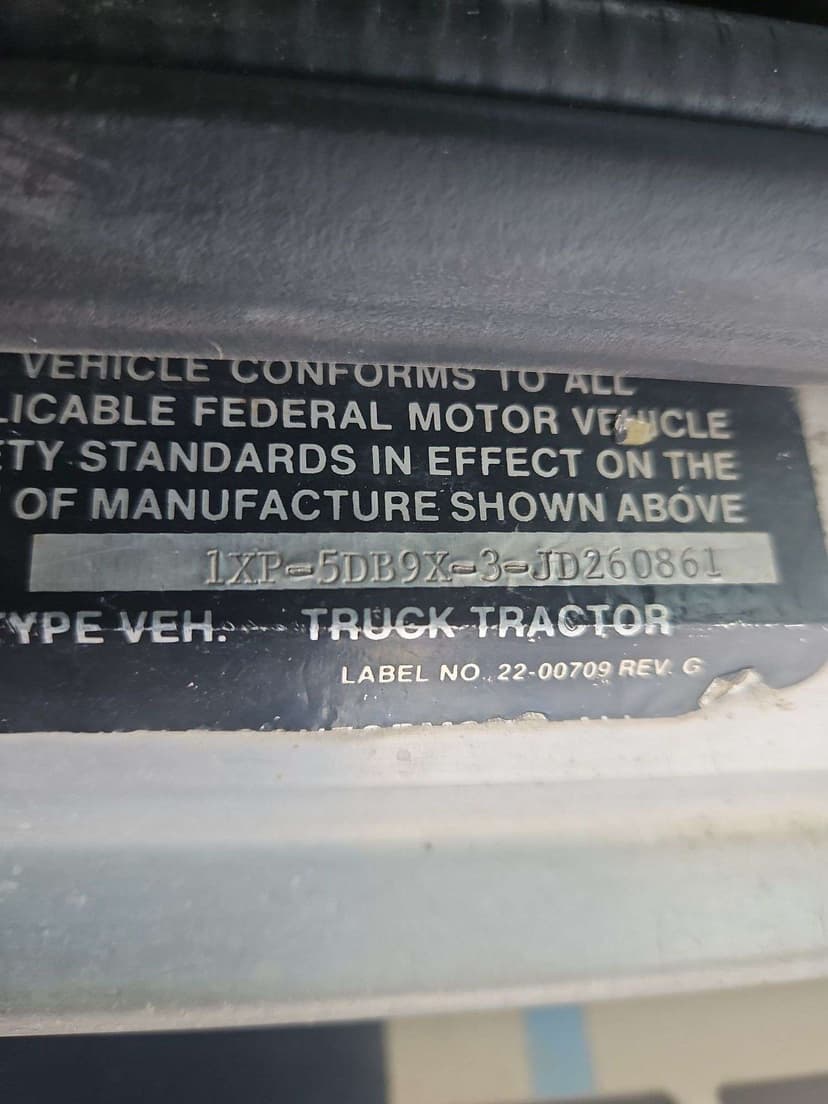 VEHICLE CONFORMS TO ALL
LICABLE FEDERAL MOTOR VEHICLE
ETY STANDARDS IN EFFECT ON THE
OF MANUFACTURE SHOWN ABOVE
1XP-5DB9X-3-JD260861
YPE VEH. TRUCK TRACTOR
LABEL NO. 22-00709 REV. G